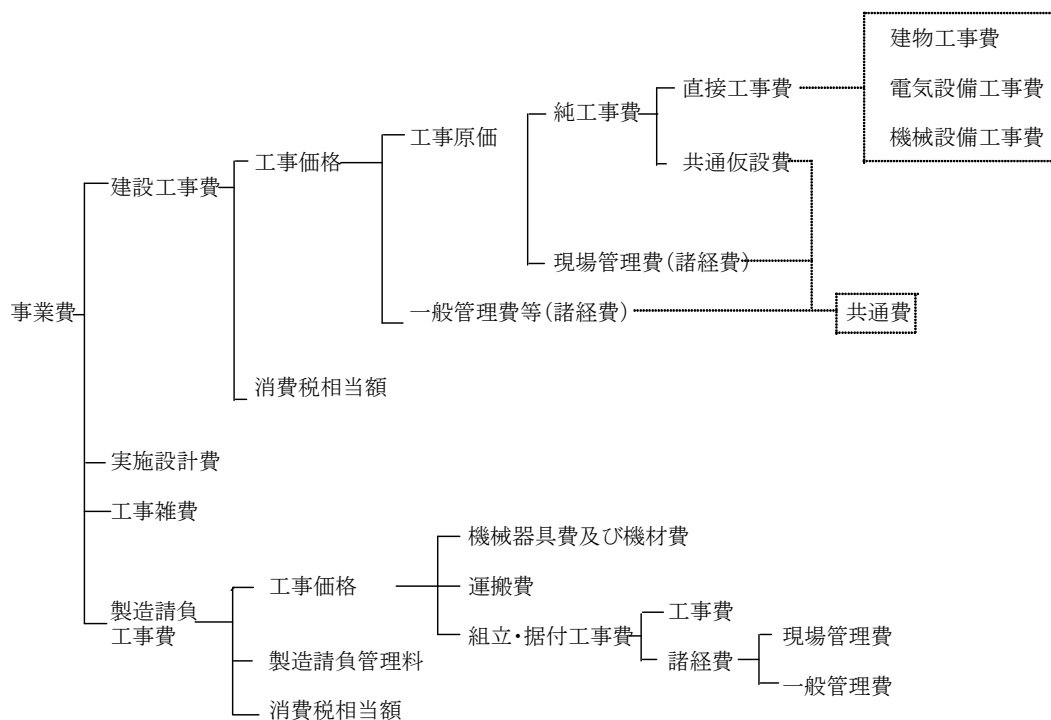 建物工事費
直接工事費
電気設備工事費
純工事費
工事原価
機械設備工事費
工事価格
共通仮設費
建設工事費
現場管理費(諸経費)
事業費
一般管理費等(諸経費)
共通費
消費税相当額
実施設計費
工事雑費
機械器具費及び機材費
工事価格
運搬費
製造請負
工事費
工事費
組立・据付工事費
現場管理費
製造請負管理料
諸経費
一般管理費
消費税相当額